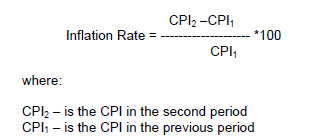 CPI₂ –CPI₁
Inflation Rate = -------------------- *100
CPI₁
where:
CPI₂ – is the CPI in the second period
CPI₁ – is the CPI in the previous period